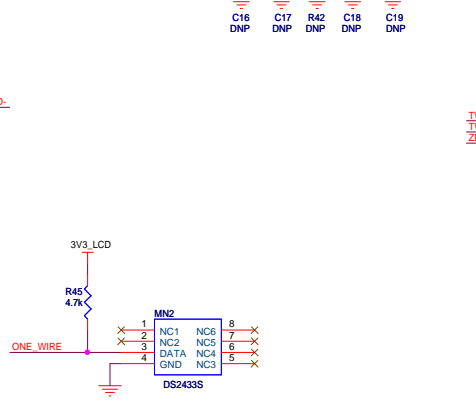 C16 C17 R42 C18 C19
DNP DNP DNP DNP DNP
3V3_LCD
R45
4.7k
MN2
1 NC1 NC6 8
2 NC2 NC5 7
ONE_WIRE 3 DATA NC4 6
4 GND NC3 5
DS2433S